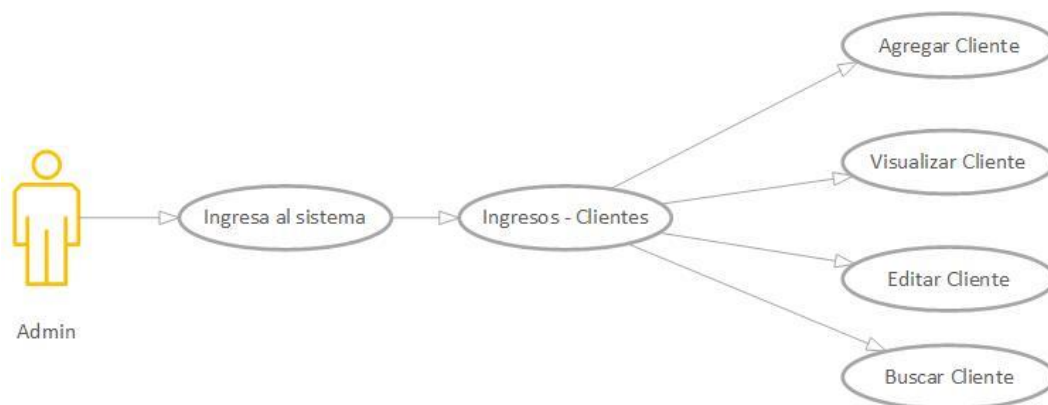 Agregar Cliente
Visualizar Cliente
Ingresa al sistema
Ingresos - Clientes
Editar Cliente
Admin
Buscar Cliente